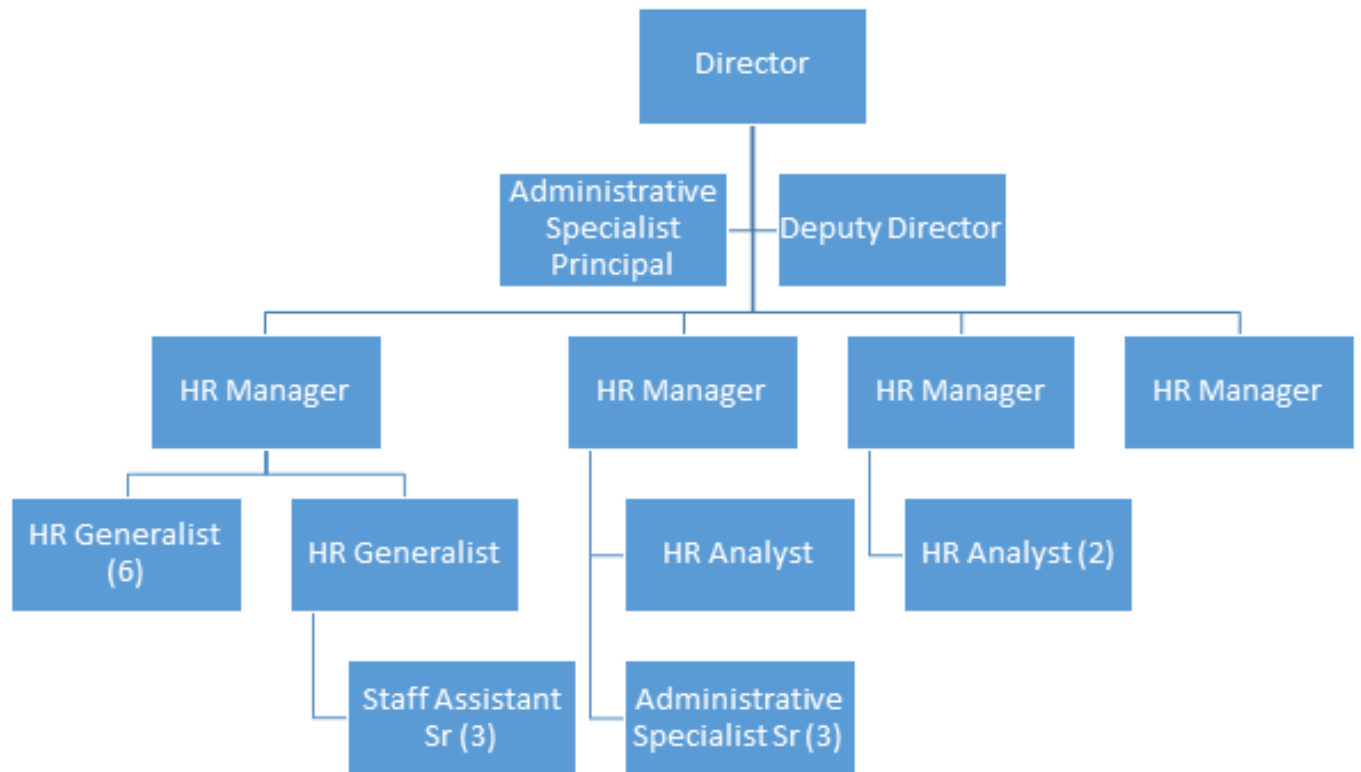 Director
Administrative
Specialist
Principal
Deputy Director
HR Manager
HR Manager
HR Manager
HR Manager
HR Generalist
(6)
HR Generalist
HR Analyst
HR Analyst (2)
Staff Assistant
Sr (3)
Administrative
Specialist Sr (3)